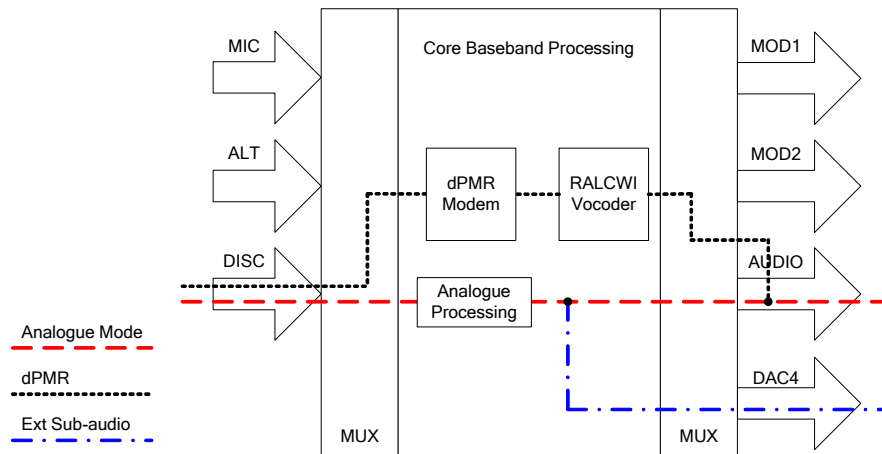 MIC
Core Baseband Processing
MOD1
ALT
MOD2
dPMR
Modem
RALCWI
Vocoder
DISC
AUDIO
Analogue
Processing
Analogue Mode
dPMR
DAC4
Ext Sub-audio
MUX
MUX